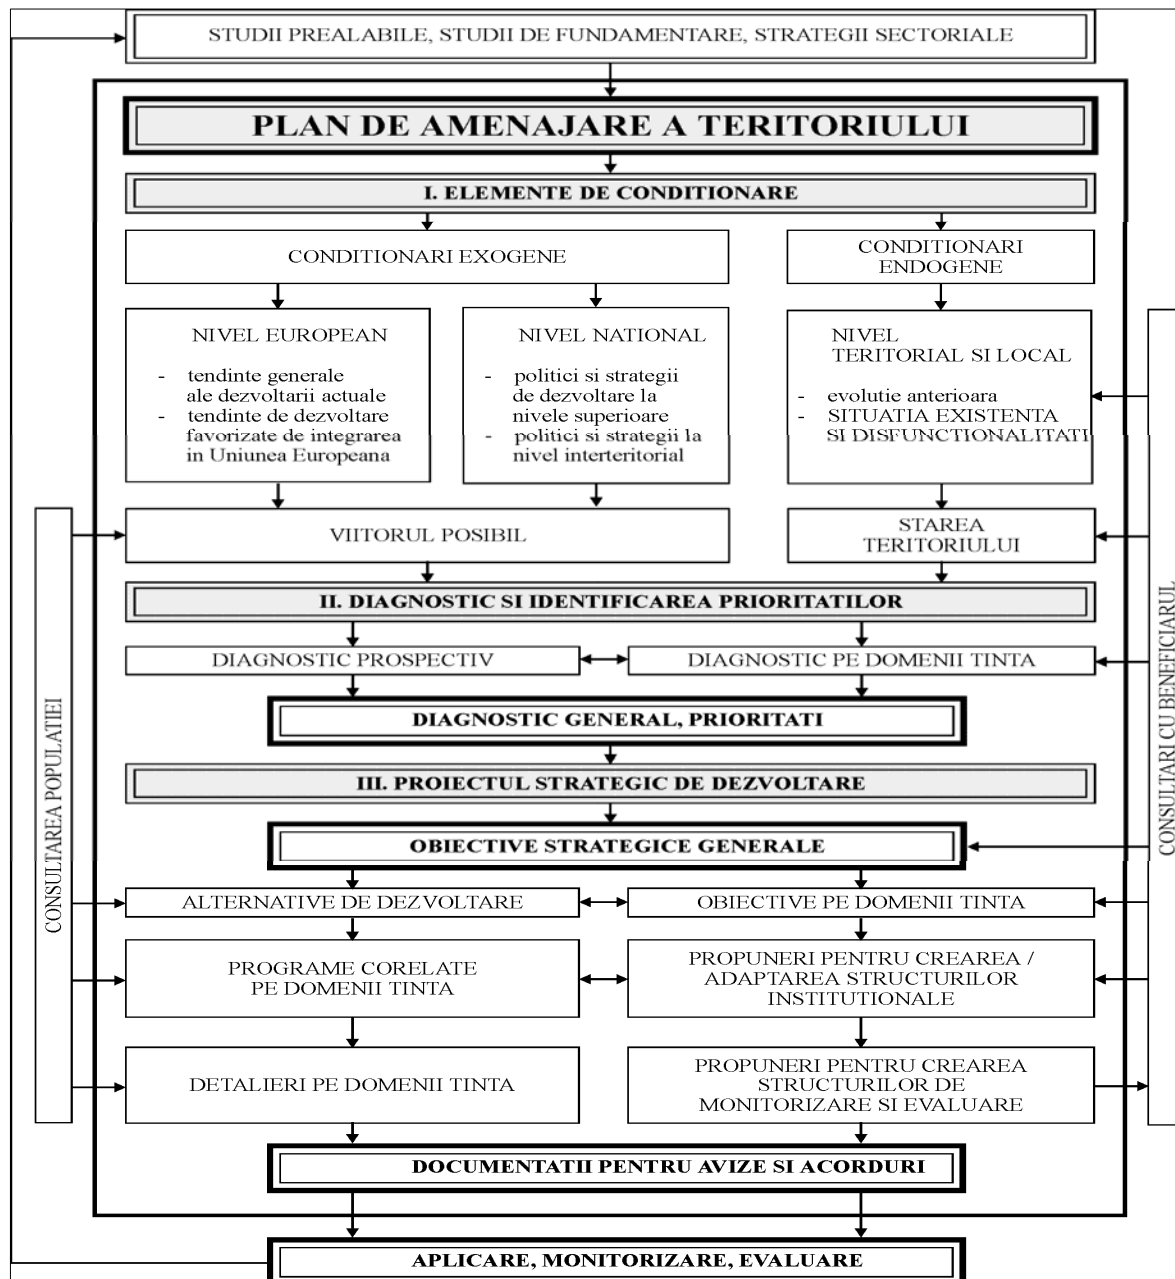 STUDII PREALABILE, STUDII DE FUNDAMENTARE, STRATEGII SECTORIALE
PLAN DE AMENAJARE A TERITORIULUI
I. ELEMENTE DE CONDITIONARE
CONDITIONARI EXOGENE
CONDITIONARI
ENDOGENE
NIVEL EUROPEAN
- tendinte generale
ale dezvoltarii actuale
- tendinte de dezvoltare
favorizate de integrarea
in Uniunea Europeana
NIVEL NATIONAL
- politici si strategii
de dezvoltare la
nivele superioare
- politici si strategii la
nivel interteritorial
NIVEL
TERITORIAL SI LOCAL
- evolutie anterioara
- SITUATIA EXISTENTA
SI DISFUNCTIONALITATI
VIITORUL POSIBIL
STAREA
TERITORIULUI
II. DIAGNOSTIC SI IDENTIFICAREA PRIORITATILOR
DIAGNOSTIC PROSPECTIV
DIAGNOSTIC PE DOMENII TINTA
DIAGNOSTIC GENERAL, PRIORITATI
III. PROIECTUL STRATEGIC DE DEZVOLTARE
OBIECTIVE STRATEGICE GENERALE
ALTERNATIVE DE DEZVOLTARE
OBIECTIVE PE DOMENII TINTA
PROGRAME CORELATE
PE DOMENII TINTA
PROPUNERI PENTRU CREAREA /
ADAPTAREA STRUCTURILOR
INSTITUTIONALE
DETALIERI PE DOMENII TINTA
PROPUNERI PENTRU CREAREA
STRUCTURILOR DE
MONITORIZARE SI EVALUARE
DOCUMENTATII PENTRU AVIZE SI ACORDURI
APLICARE, MONITORIZARE, EVALUARE
CONSULTAREA POPULATIEI
CONSULTARI CU BENEFICIARUL